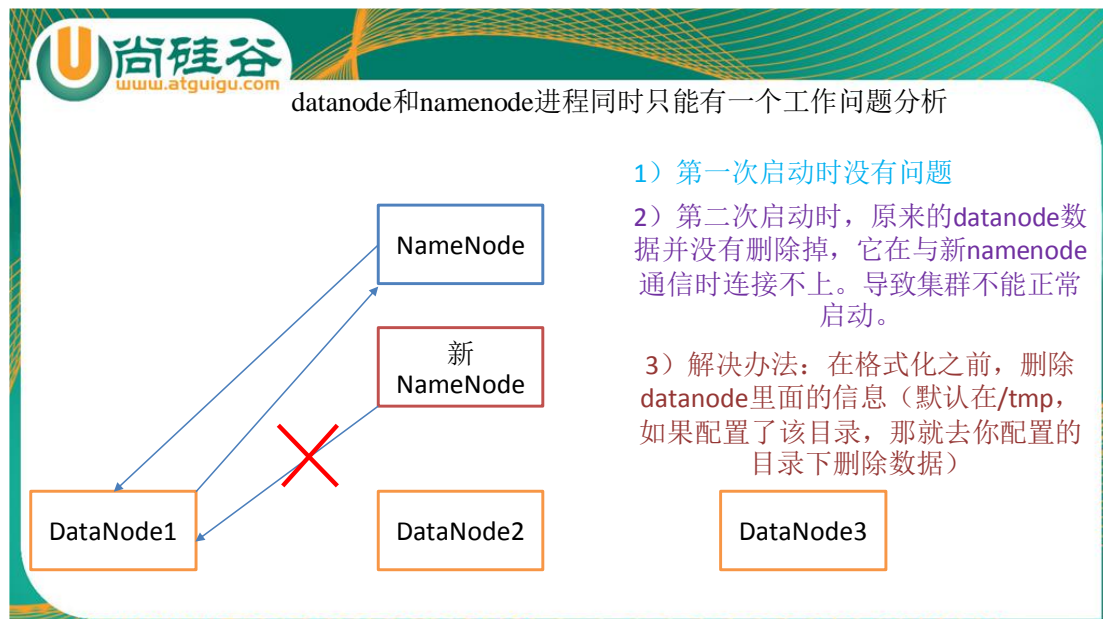 尚硅谷
www.atguigu.com
datanode和namenode进程同时只能有一个工作问题分析
1）第一次启动时没有问题
2）第二次启动时，原来的datanode数
据并没有删除掉，它在与新namenode
通信时连接不上。导致集群不能正常
启动。
3）解决办法：在格式化之前，删除
datanode里面的信息（默认在/tmp，
如果配置了该目录，那就去你配置的
目录下删除数据）
NameNode
新
NameNode
DataNode1
DataNode2
DataNode3